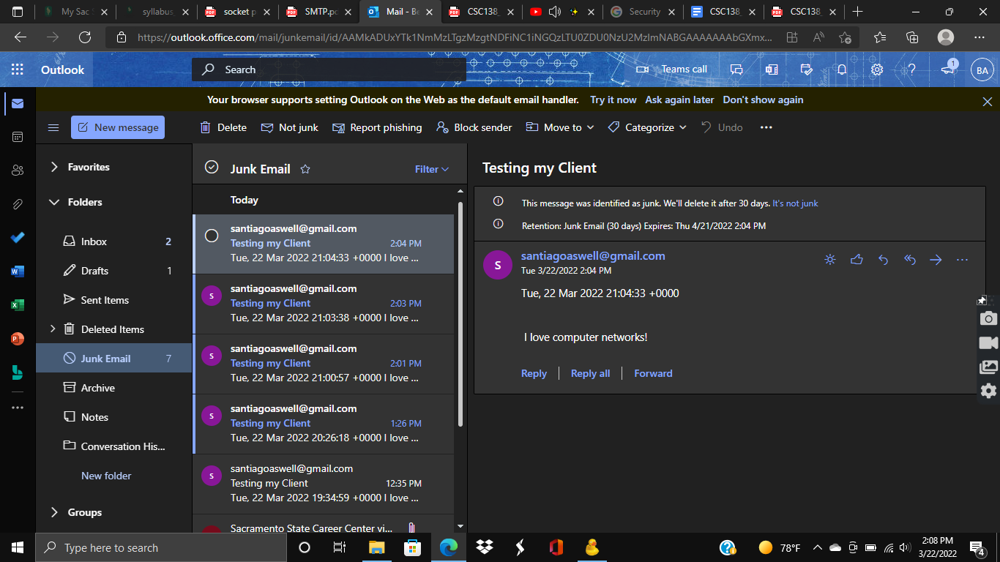 My Sac S
syllabus_
socket p
SMTP.pd
Mail - Be
CSC138_
Security
CSC138_
CSC138_
https://outlook.office.com/mail/junkemail/id/
Outlook
Search
Teams call
1
BA
Your browser supports setting Outlook on the Web as the default email handler. Try it now Ask again later Don't show again
New message
Delete
Not junk
Report phishing
Block sender
Move to
Categorize
Undo
Favorites
Folders
Inbox 2
Drafts 1
Sent Items
Deleted Items
Junk Email 7
Archive
Notes
Conversation His...
New folder
Groups
Junk Email
Filter
Today
santiagoaswell@gmail.com
Testing my Client 2:04 PM
Tue, 22 Mar 2022 21:04:33 +0000 I love ...
S
santiagoaswell@gmail.com
Testing my Client 2:03 PM
Tue, 22 Mar 2022 21:03:38 +0000 I love ...
S
santiagoaswell@gmail.com
Testing my Client 2:01 PM
Tue, 22 Mar 2022 21:00:57 +0000 I love ...
S
santiagoaswell@gmail.com
Testing my Client 1:26 PM
Tue, 22 Mar 2022 20:26:18 +0000 I love ...
S
santiagoaswell@gmail.com
Testing my Client 12:35 PM
Tue, 22 Mar 2022 19:34:59 +0000 I love ...
Sacramento State Career Center vi...
Testing my Client
This message was identified as junk. We'll delete it after 30 days. It's not junk
Retention: Junk Email (30 days) Expires: Thu 4/21/2022 2:04 PM
S
santiagoaswell@gmail.com
Tue 3/22/2022 2:04 PM
Tue, 22 Mar 2022 21:04:33 +0000
I love computer networks!
Reply
Reply all
Forward
Type here to search
78°F
2:08 PM
3/22/2022
4